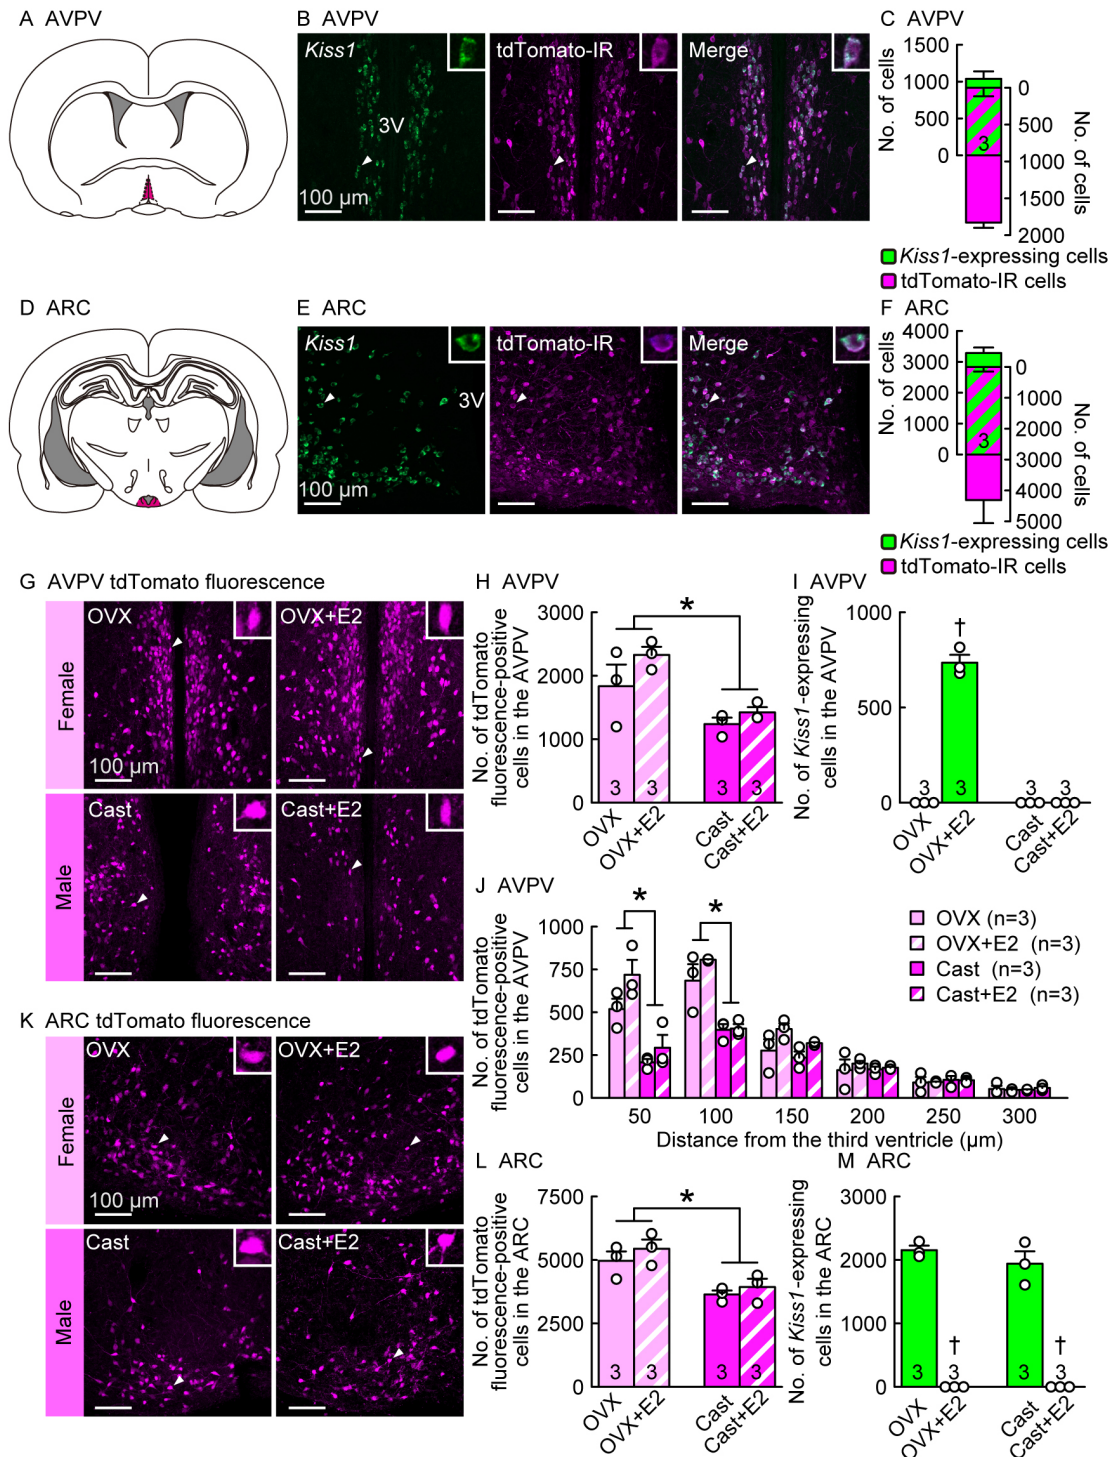 A AVPV
B AVPV
Kiss1
3V
100 µm
tdTomato-IR
Merge
C AVPV
No. of cells
1500
1000
500
0
3
0
500
1000
1500
2000
No. of cells
Kiss1-expressing cells
tdTomato-IR cells
D ARC
E ARC
Kiss1
3V
100 µm
tdTomato-IR
Merge
F ARC
No. of cells
4000
3000
2000
1000
0
3
0
1000
2000
3000
4000
5000
No. of cells
Kiss1-expressing cells
tdTomato-IR cells
G AVPV tdTomato fluorescence
Female
OVX
100 µm
OVX+E2
Male
Cast
Cast+E2
H AVPV
No. of tdTomato
fluorescence-positive
cells in the AVPV
3000
2000
1000
0
*
3
3
3
3
OVX
OVX+E2
Cast
Cast+E2
I AVPV
No. of Kiss1-expressing
cells in the AVPV
1000
500
0
†
3
3
3
3
OVX
OVX+E2
Cast
Cast+E2
J AVPV
No. of tdTomato
fluorescence-positive
cells in the AVPV
1000
750
500
250
0
*
*
50
100
150
200
250
300
Distance from the third ventricle (µm)
OVX (n=3)
OVX+E2 (n=3)
Cast (n=3)
Cast+E2 (n=3)
K ARC tdTomato fluorescence
Female
OVX
100 µm
OVX+E2
Male
Cast
Cast+E2
L ARC
No. of tdTomato
fluorescence-positive
cells in the ARC
7500
5000
2500
0
*
3
3
3
3
OVX
OVX+E2
Cast
Cast+E2
M ARC
No. of Kiss1-expressing
cells in the ARC
3000
2000
1000
0
†
†
3
3
3
3
OVX
OVX+E2
Cast
Cast+E2